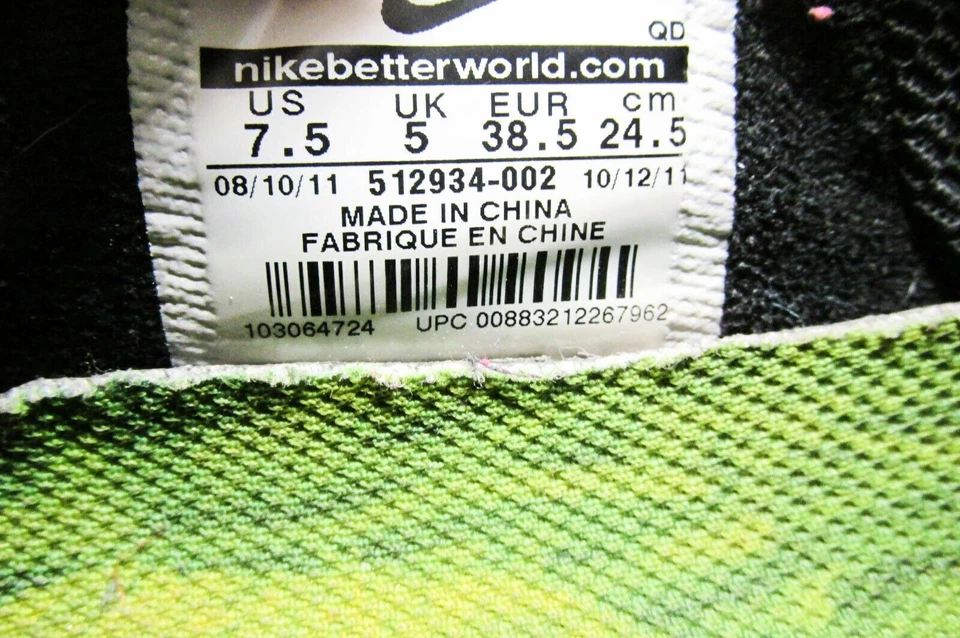 QD
nikebetterworld.com
US UK EUR cm
7.5 5 38.5 24.5
08/10/11 512934-002 10/12/11
MADE IN CHINA
FABRIQUE EN CHINE
103064724 UPC 00883212267962